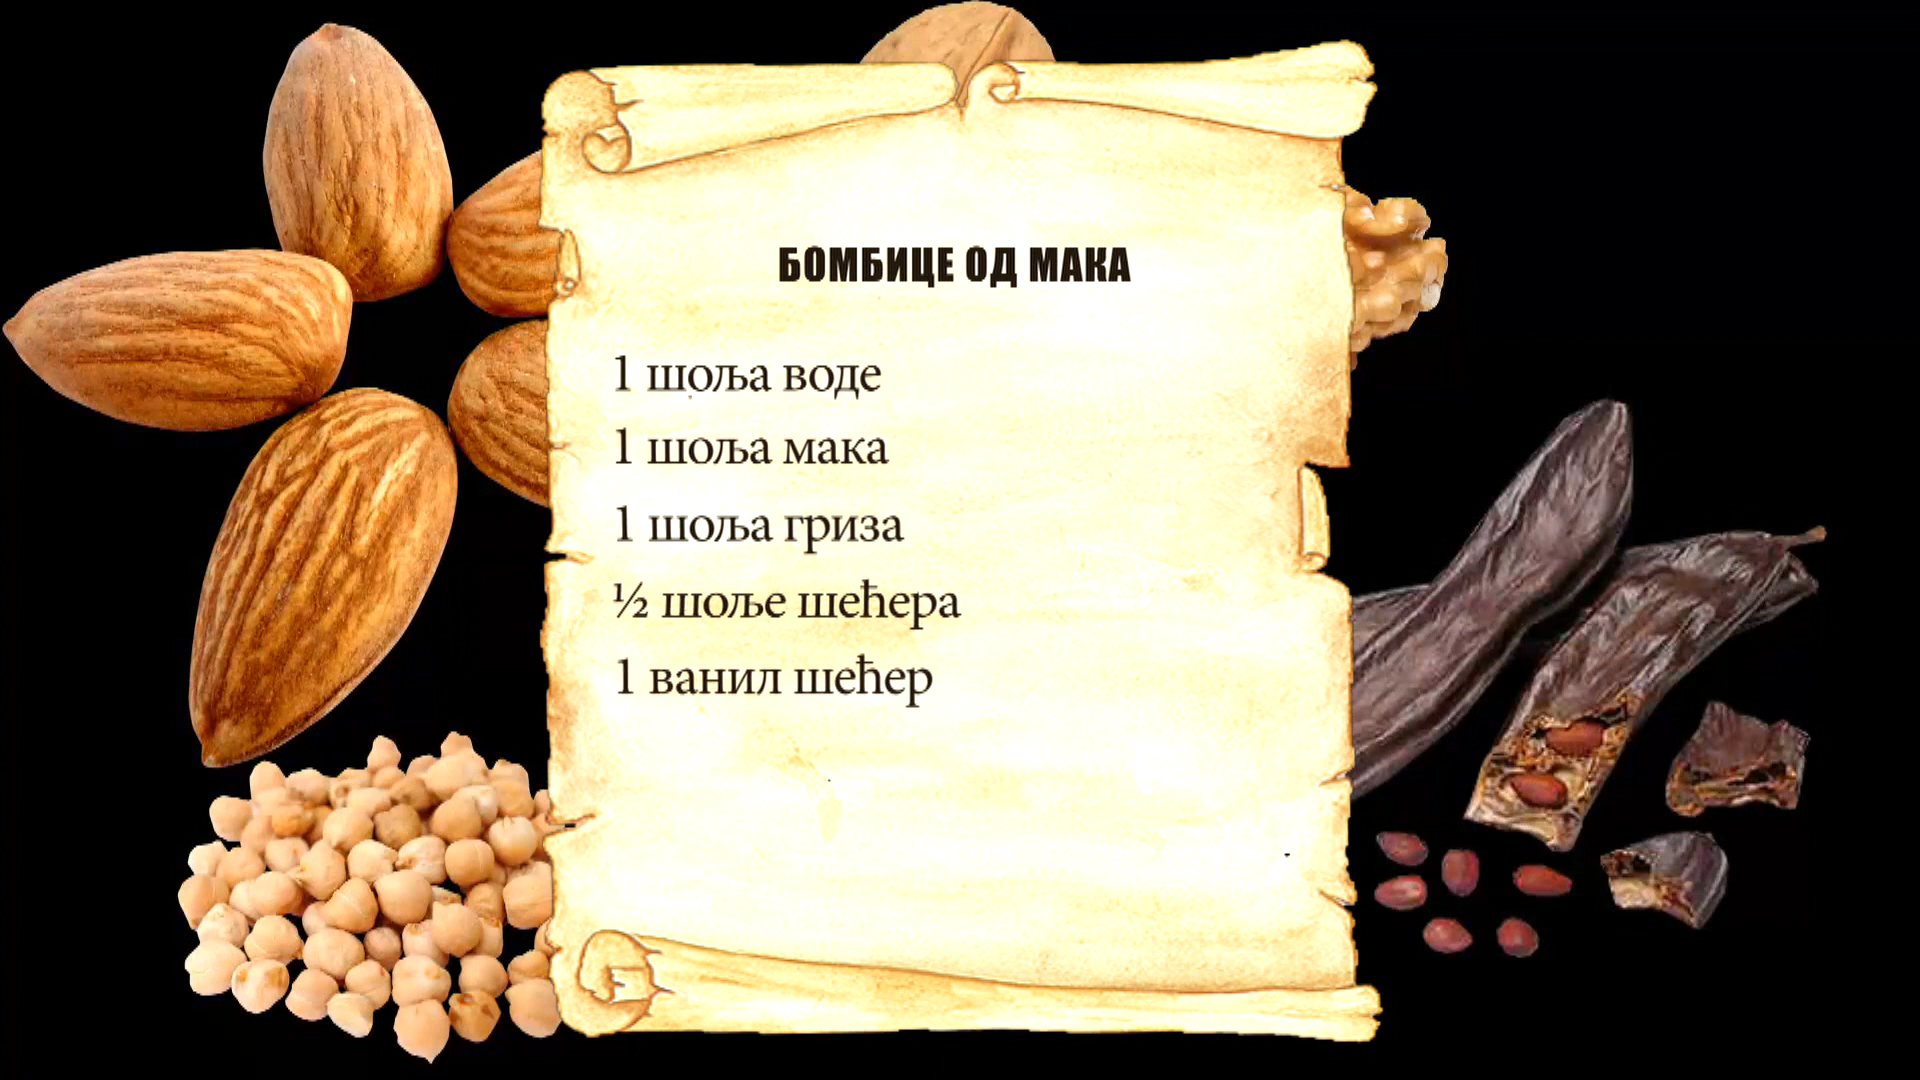 БОМБИЦЕ ОД МАКА
1 шоља воде
1 шоља мака
1 шоља гриза
½ шоље шећера
1 ванил шећер